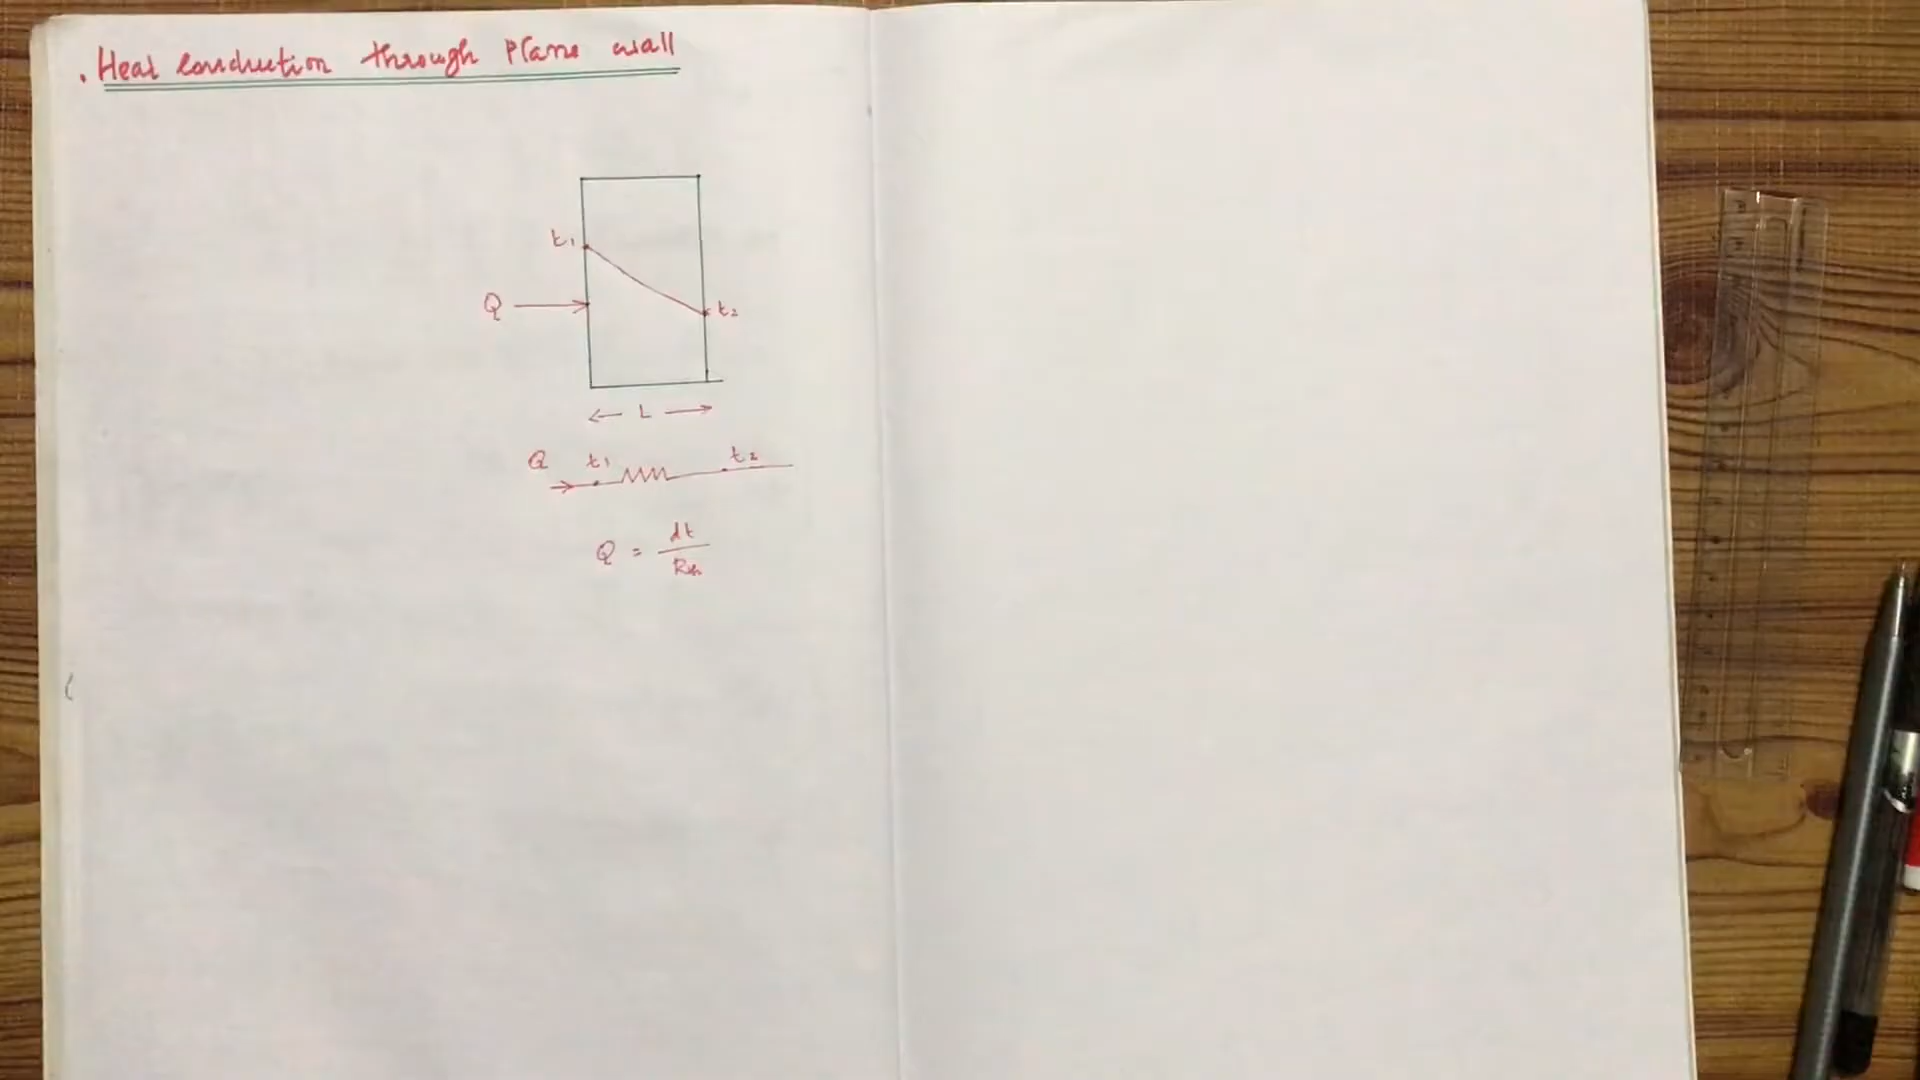 . Heat conduction through Plane wall
t₁
Q
t₂
L
Q t₁ t₂
Q = dt / Rth